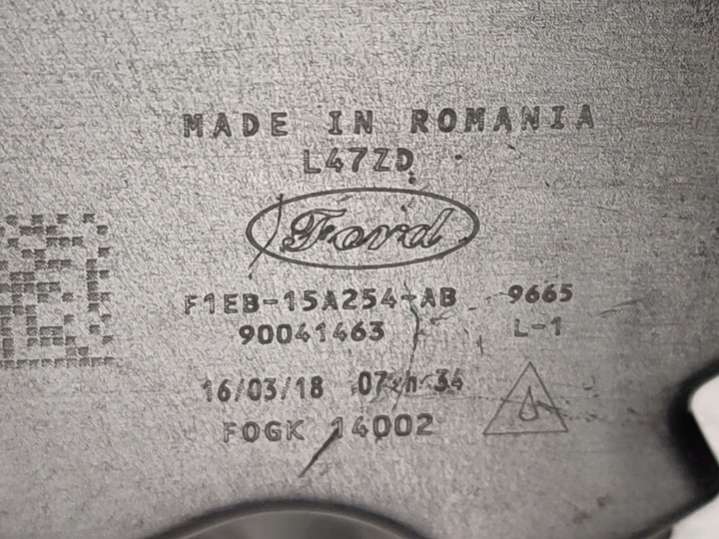 MADE IN ROMANIA
L47ZD
Ford
F1EB-15A254-AB 9665
90041463 L-1
16/03/18 07 h 34
FOGK 14002